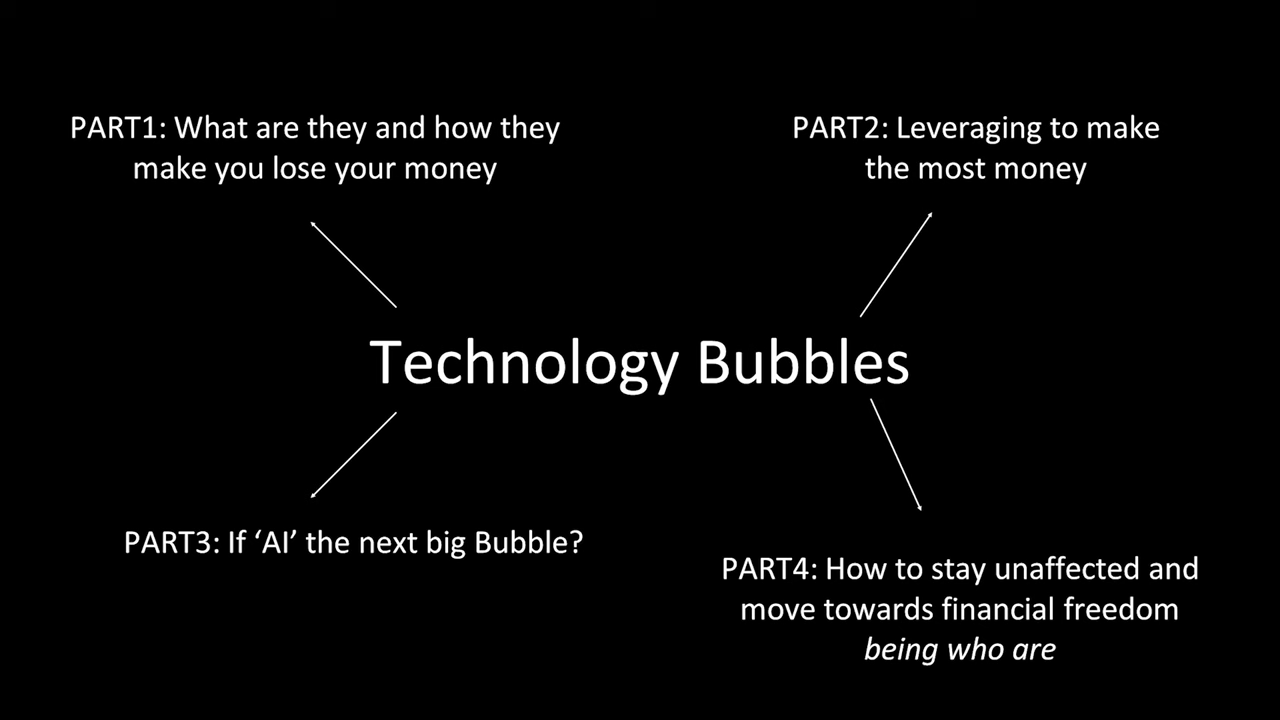 PART1: What are they and how they
make you lose your money
PART2: Leveraging to make
the most money
Technology Bubbles
PART3: If ‘AI’ the next big Bubble?
PART4: How to stay unaffected and
move towards financial freedom
being who are